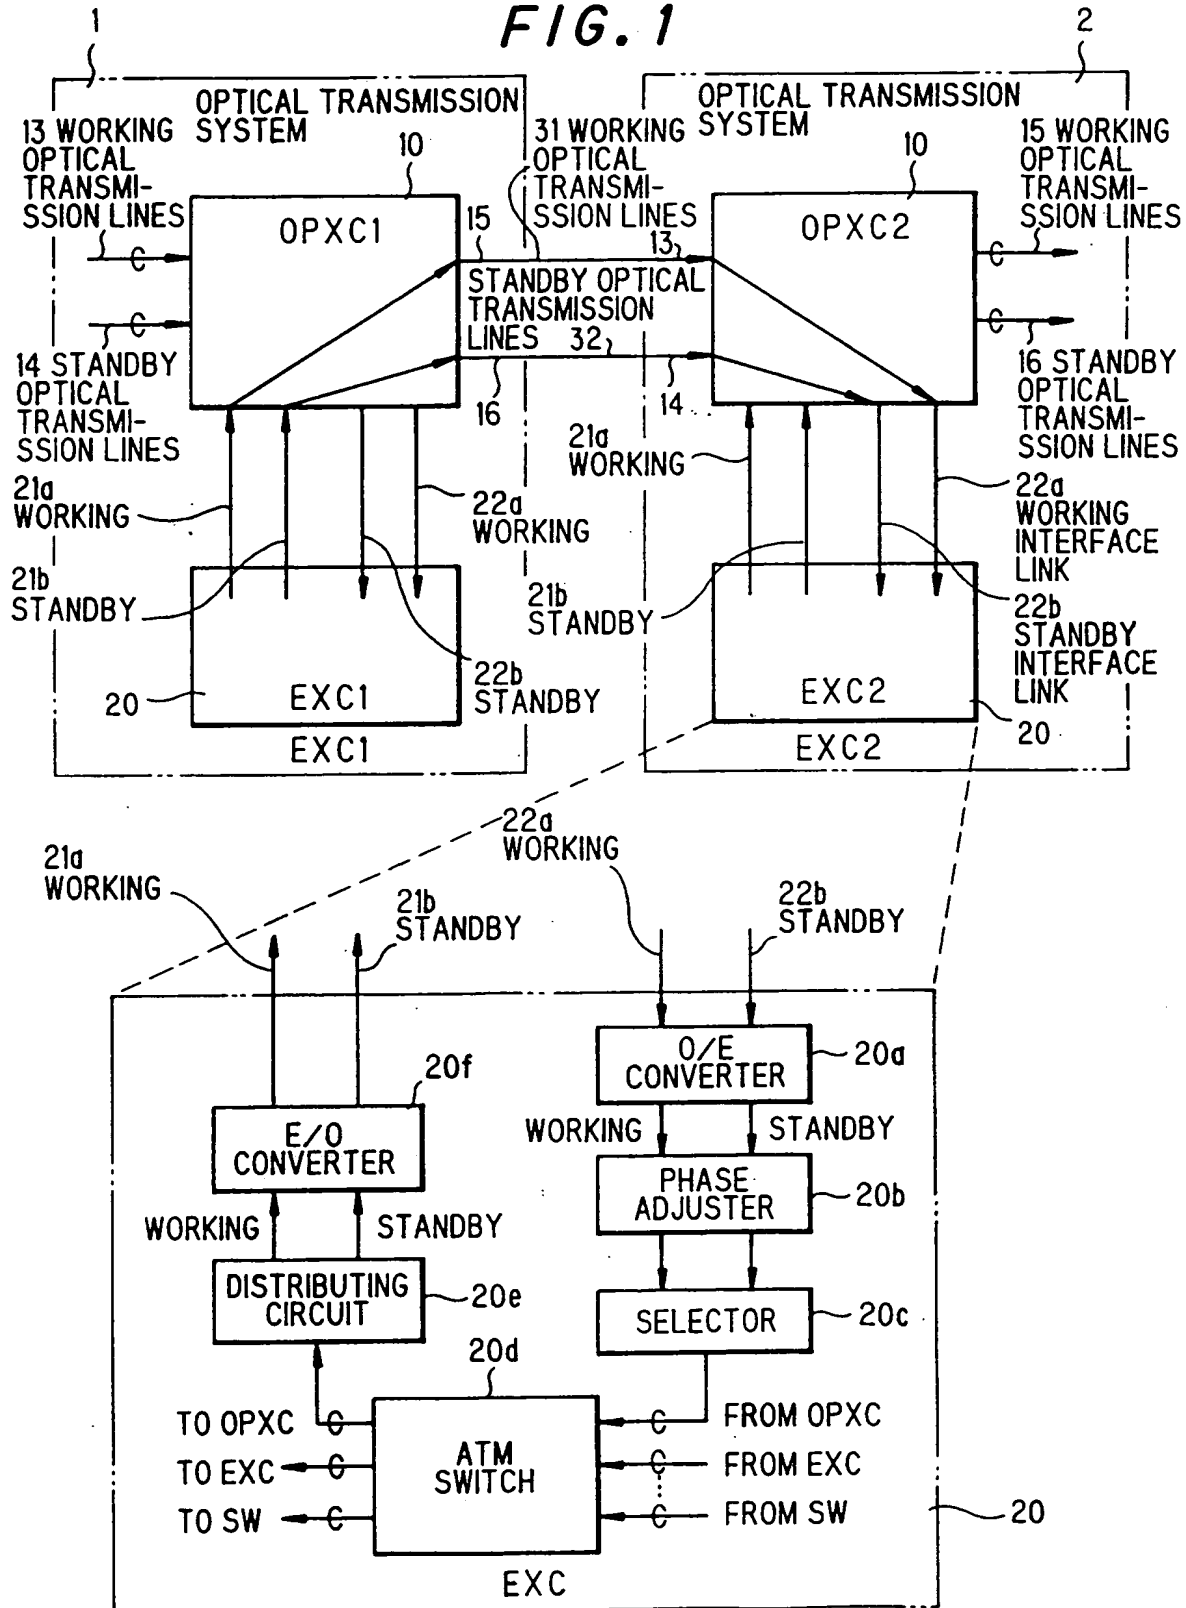 FIG. 1
1
2
OPTICAL TRANSMISSION
SYSTEM
OPTICAL TRANSMISSION
SYSTEM
13 WORKING
OPTICAL
TRANSMI-
SSION LINES
10
31 WORKING
OPTICAL
TRANSMI-
SSION LINES
10
15 WORKING
OPTICAL
TRANSMI-
SSION LINES
OPXC1
15
13
OPXC2
STANDBY OPTICAL
TRANSMISSION
LINES
32
14 STANDBY
OPTICAL
TRANSMI-
SSION LINES
16
14
16 STANDBY
OPTICAL
TRANSMI-
SSION LINES
21a
WORKING
22a
WORKING
21a
WORKING
22a
WORKING
INTERFACE
LINK
21b
STANDBY
22b
STANDBY
21b
STANDBY
22b
STANDBY
INTERFACE
LINK
20
EXC1
EXC1
EXC2
20
EXC2
21a
WORKING
21b
STANDBY
22a
WORKING
22b
STANDBY
O/E
CONVERTER
20a
20f
E/O
CONVERTER
WORKING
STANDBY
PHASE
ADJUSTER
20b
WORKING
STANDBY
DISTRIBUTING
CIRCUIT
20e
SELECTOR
20c
20d
TO OPXC
FROM OPXC
ATM
SWITCH
TO EXC
FROM EXC
TO SW
FROM SW
20
EXC